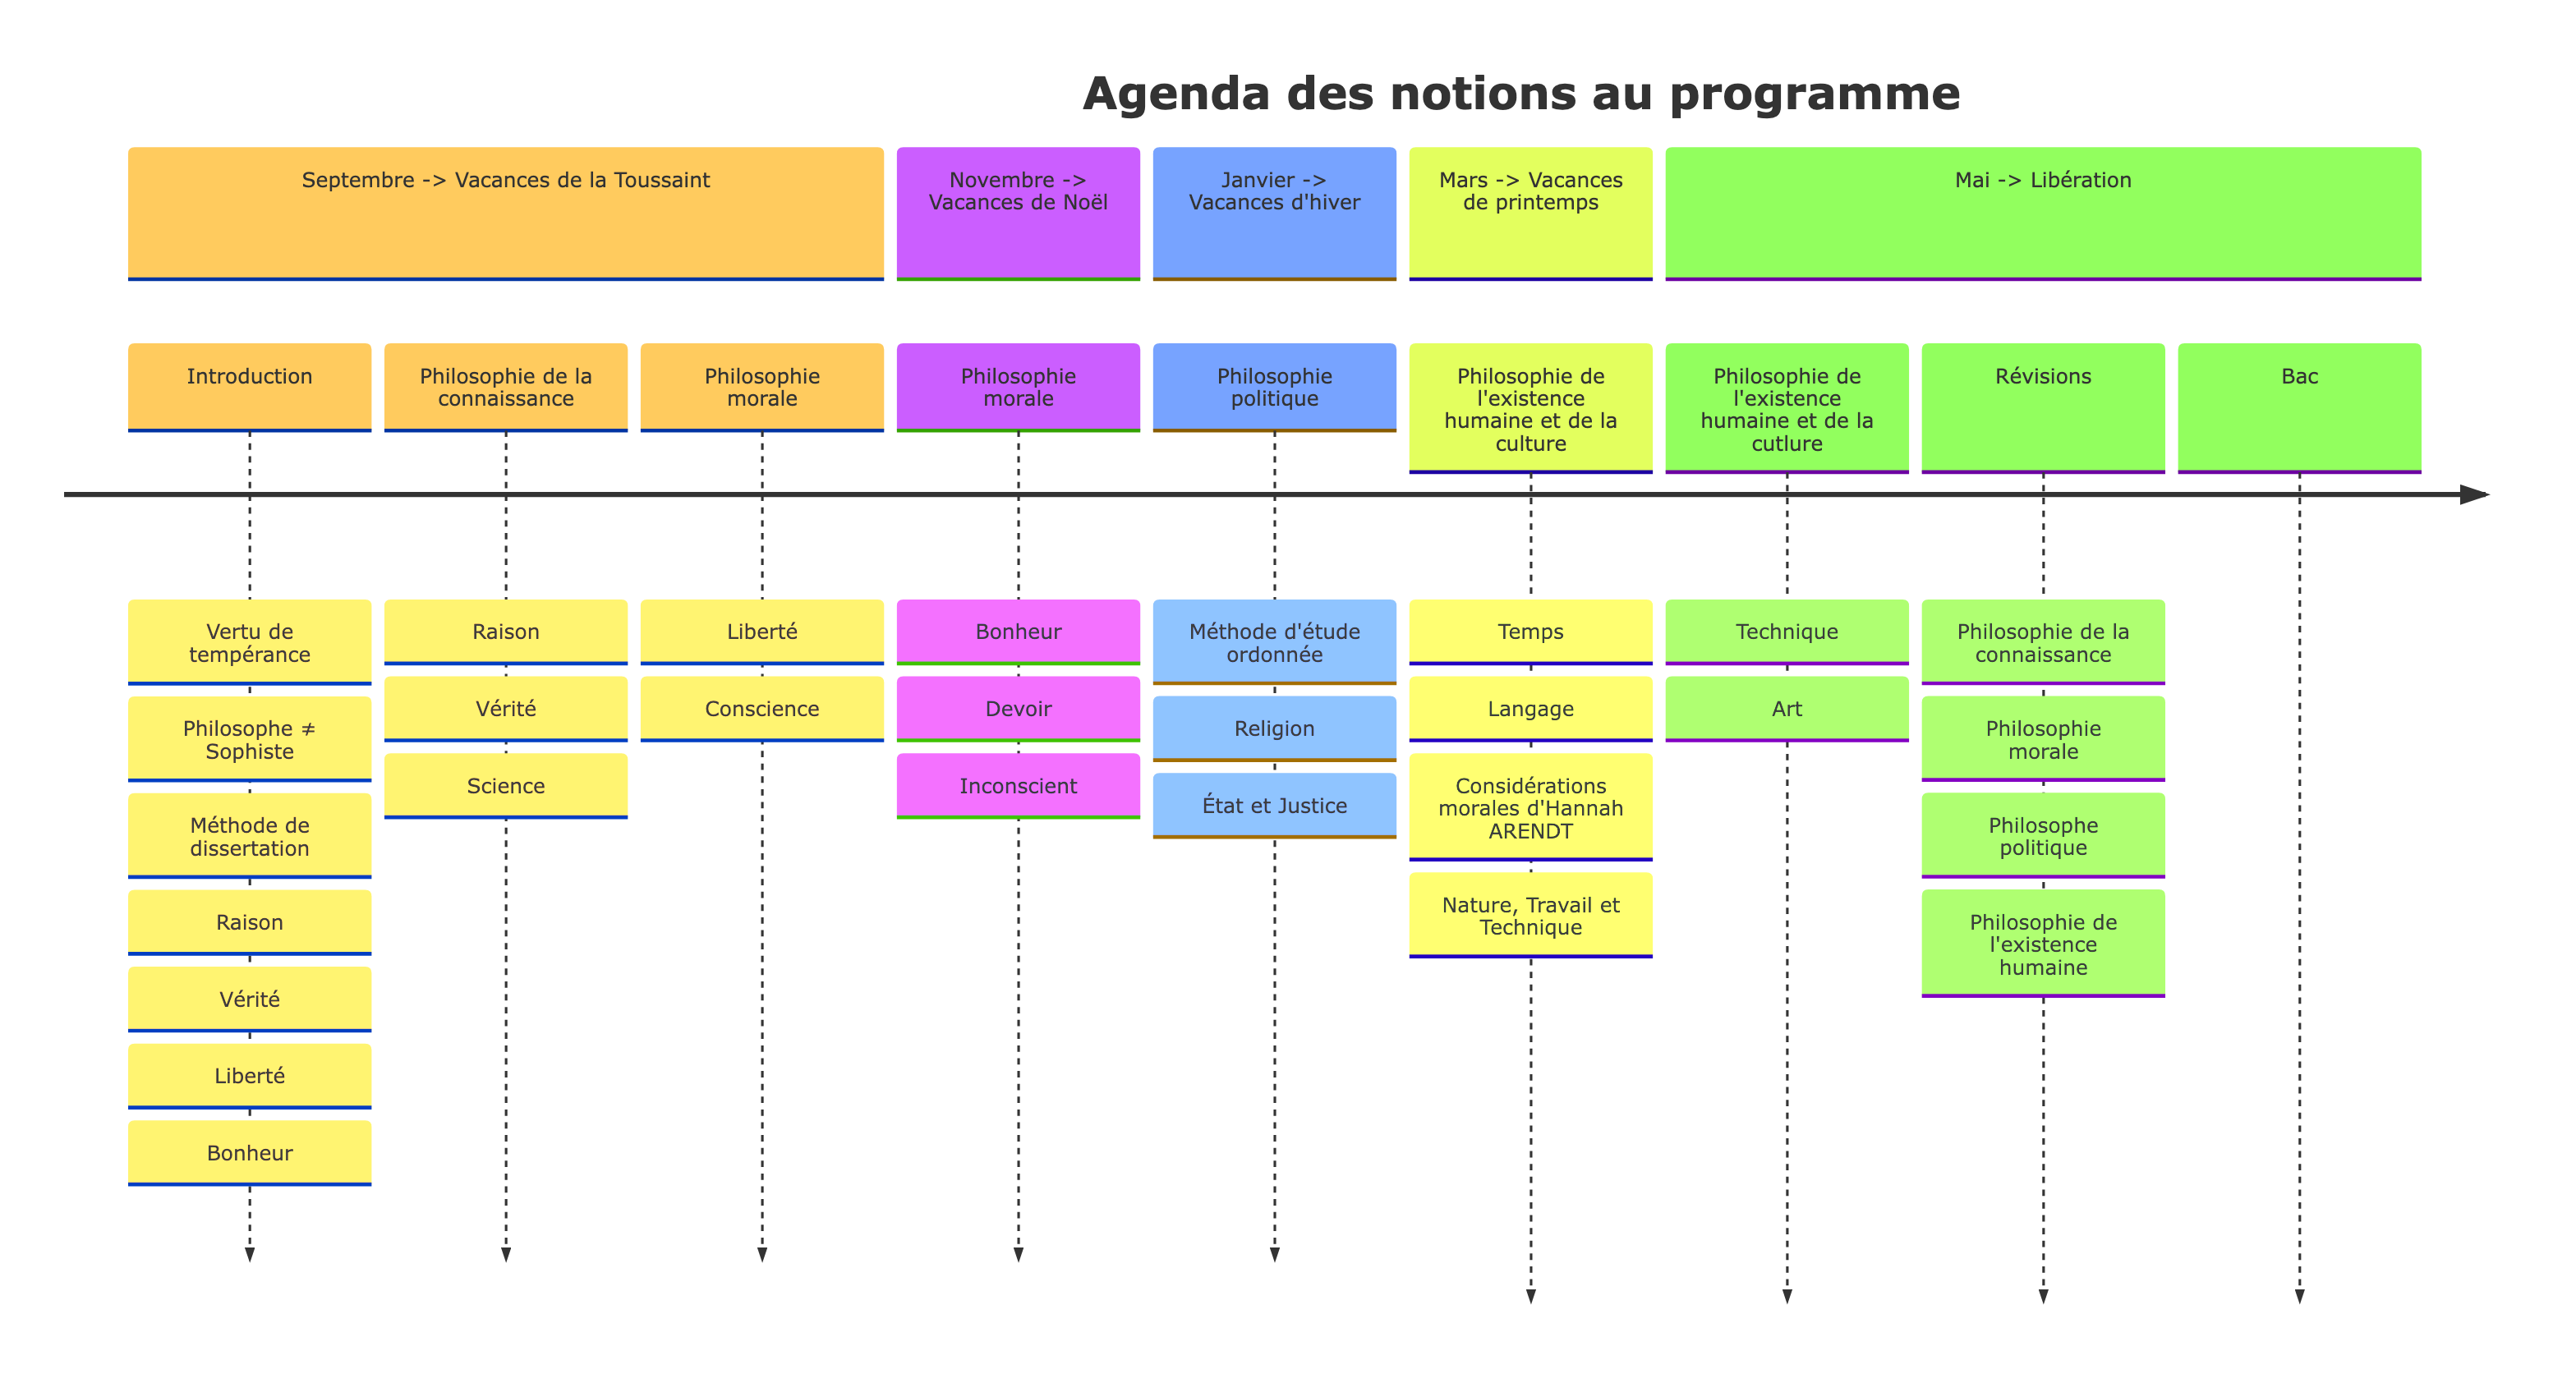 Agenda des notions au programme
Septembre -> Vacances de la Toussaint
Novembre ->
Vacances de Noël
Janvier ->
Vacances d'hiver
Mars -> Vacances
de printemps
Mai -> Libération
Introduction
Philosophie de la
connaissance
Philosophie
morale
Philosophie
morale
Philosophie
politique
Philosophie de
l'existence
humaine et de la
culture
Philosophie de
l'existence
humaine et de la
cutlure
Révisions
Bac
Vertu de
tempérance
Philosophe ≠
Sophiste
Méthode de
dissertation
Raison
Vérité
Liberté
Bonheur
Raison
Vérité
Science
Liberté
Conscience
Bonheur
Devoir
Inconscient
Méthode d'étude
ordonnée
Religion
État et Justice
Temps
Langage
Considérations
morales d'Hannah
ARENDT
Nature, Travail et
Technique
Technique
Art
Philosophie de la
connaissance
Philosophie
morale
Philosophe
politique
Philosophie de
l'existence
humaine